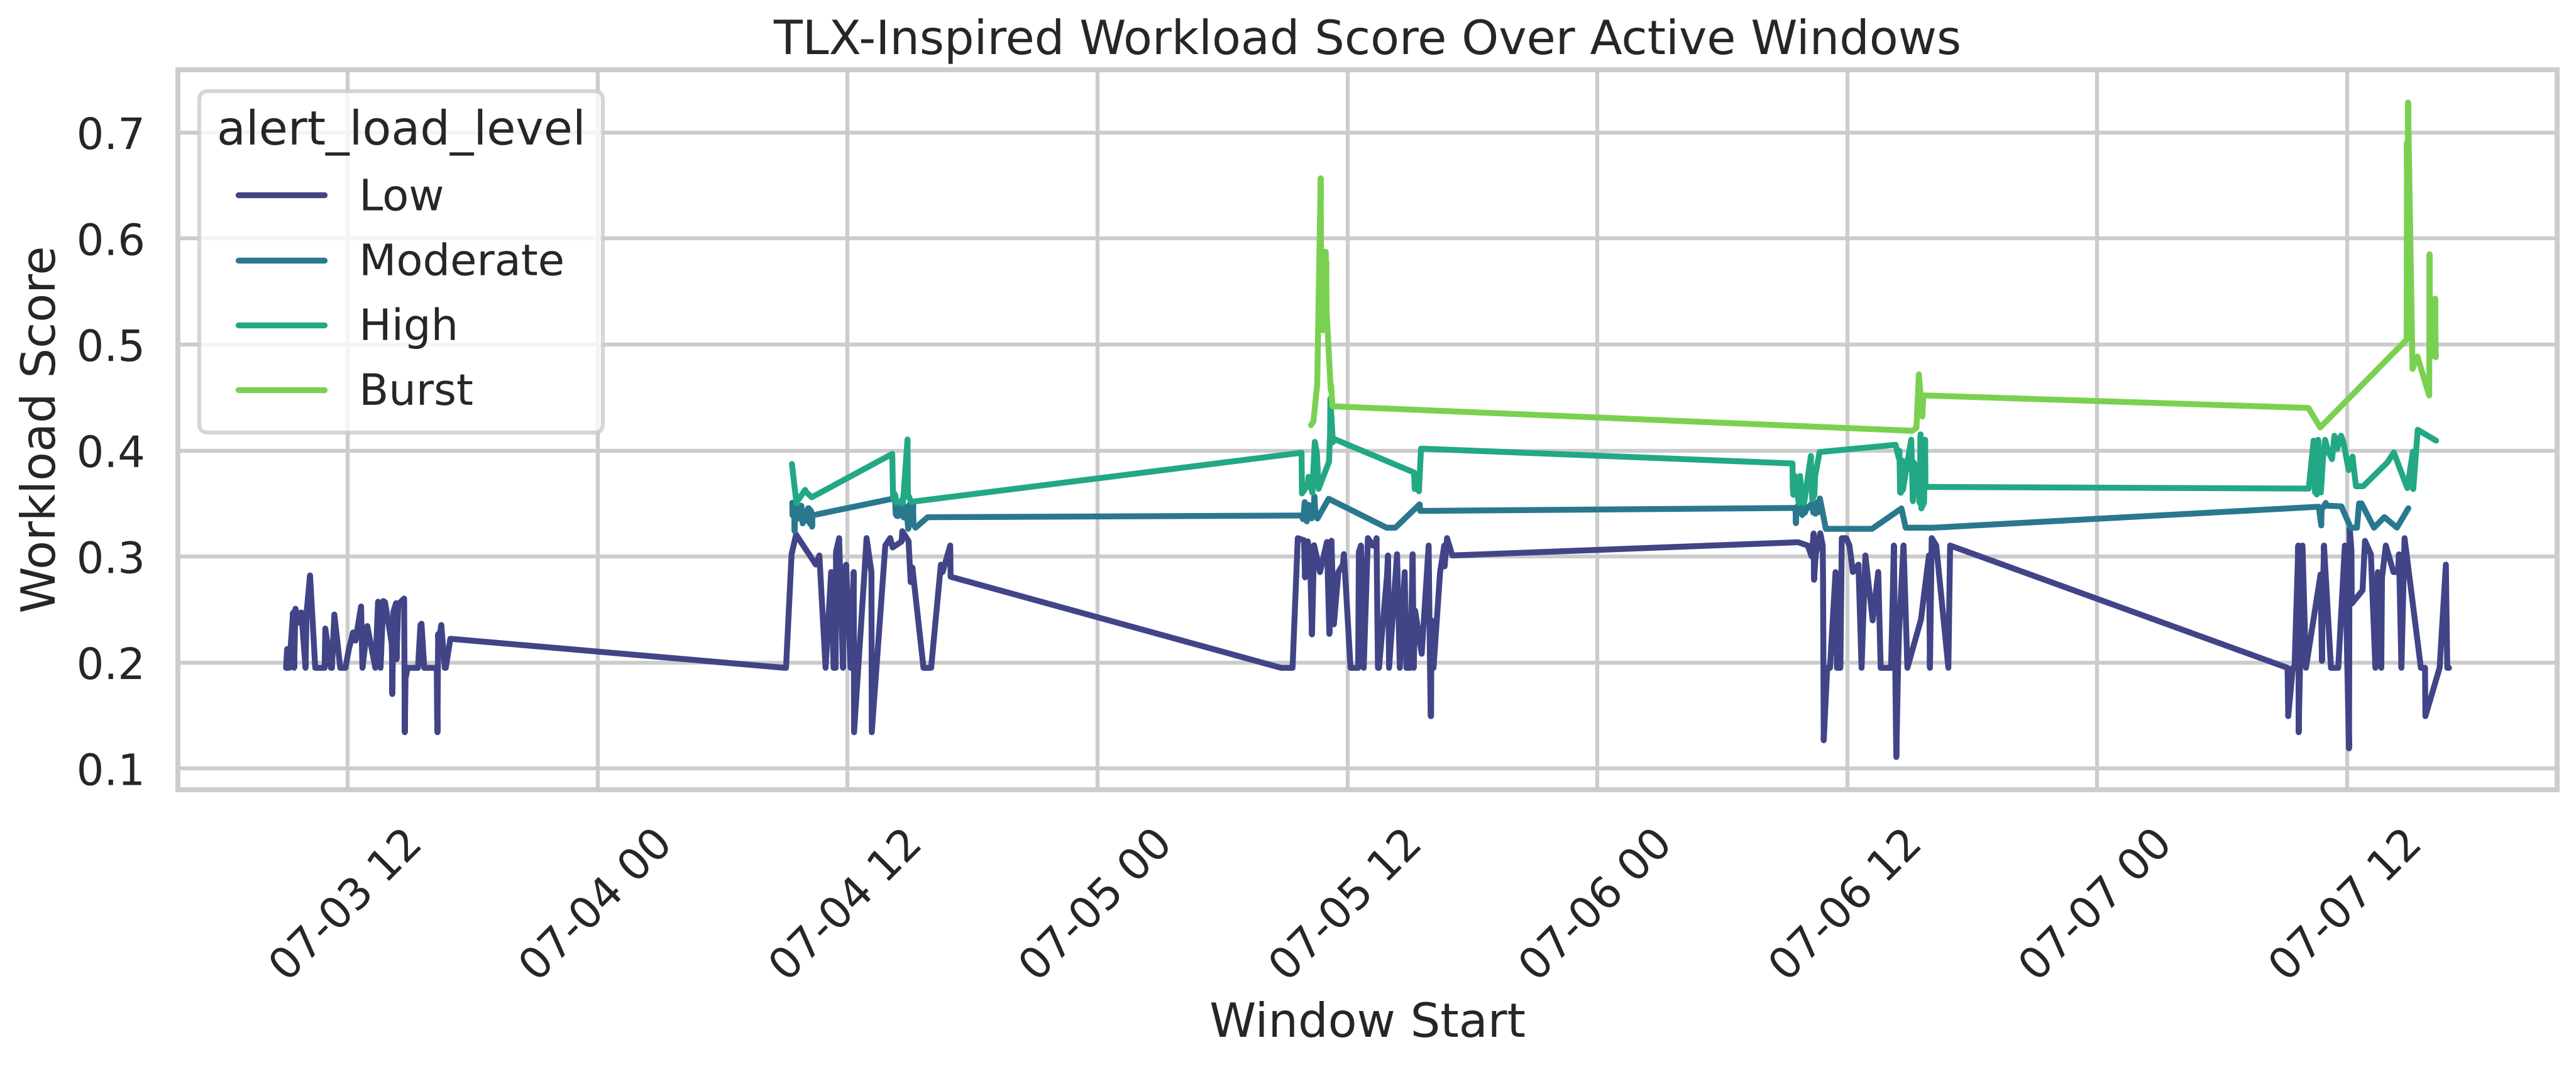 TLX-Inspired Workload Score Over Active Windows
alert_load_level
Low
Moderate
High
Burst
Workload Score
0.7
0.6
0.5
0.4
0.3
0.2
0.1
07-03 12
07-04 00
07-04 12
07-05 00
07-05 12
07-06 00
07-06 12
07-07 00
07-07 12
Window Start